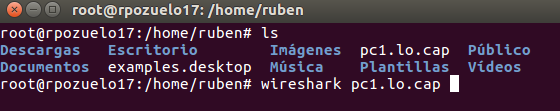 root@rpozuelo17: /home/ruben
root@rpozuelo17:/home/ruben# ls
Descargas Escritorio Imágenes pc1.lo.cap Público
Documentos examples.desktop Música Plantillas Vídeos
root@rpozuelo17:/home/ruben# wireshark pc1.lo.cap